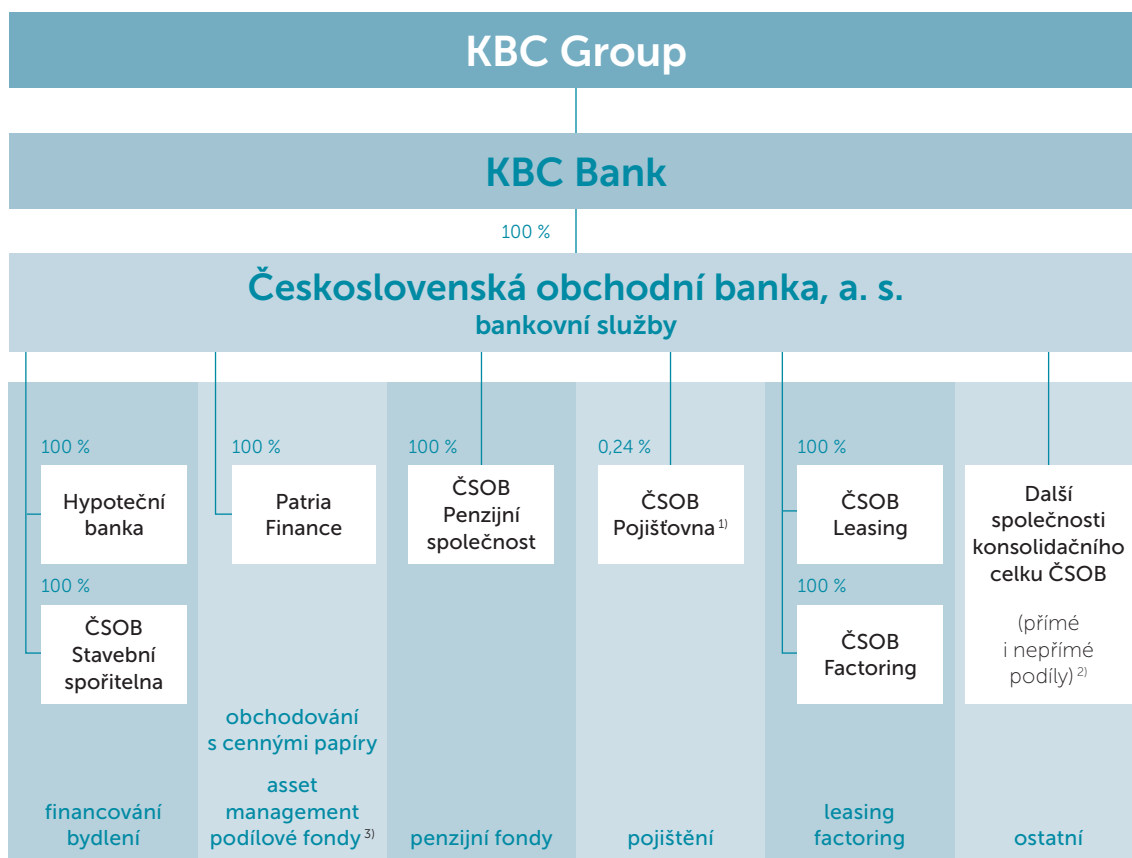 KBC Group
KBC Bank
100 %
Československá obchodní banka, a. s.
bankovní služby
100 %
Hypoteční
banka
100 %
ČSOB
Stavební
spořitelna
financování
bydlení
100 %
Patria
Finance
obchodování
s cennými papíry
asset
management
podílové fondy 3)
100 %
ČSOB
Penzijní
společnost
penzijní fondy
0,24 %
ČSOB
Pojišťovna 1)
pojištění
100 %
ČSOB
Leasing
100 %
ČSOB
Factoring
leasing
factoring
Další
společnosti
konsolidačního
celku ČSOB
(přímé
i nepřímé
podíly) 2)
ostatní